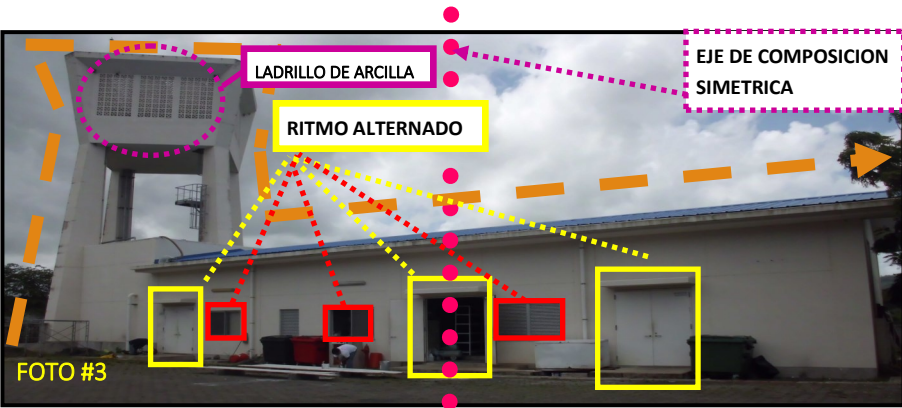 LADRILLO DE ARCILLA
EJE DE COMPOSICION
SIMETRICA
RITMO ALTERNADO
FOTO #3